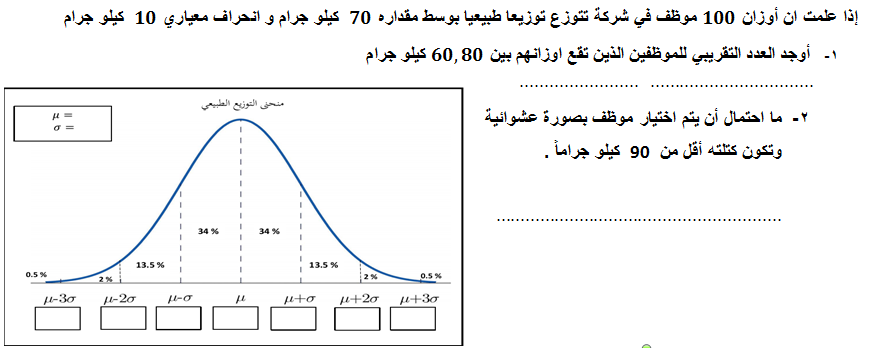 إذا علمت ان أوزان 100 موظف في شركة تتوزع توزيعا طبيعيا بوسط مقداره 70 كيلو جرام و انحراف معياري 10 كيلو جرام
١- أوجد العدد التقريبي للموظفين الذين تقع اوزانهم بين 60,80 كيلو جرام
................................. ........................
٢- ما احتمال أن يتم اختيار موظف بصورة عشوائية
وتكون كتلته أقل من 90 كيلو جراماً .
..........................................................
منحنى التوزيع الطبيعي
μ =
σ =
34 % 34 %
13.5 % 13.5 %
0.5 % 2 % 2 % 0.5 %
μ-3σ μ-2σ μ-σ μ μ+σ μ+2σ μ+3σ